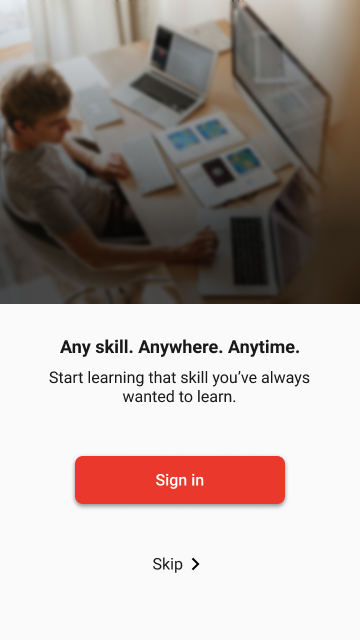 Any skill. Anywhere. Anytime.
Start learning that skill you’ve always
wanted to learn.
Sign in
Skip